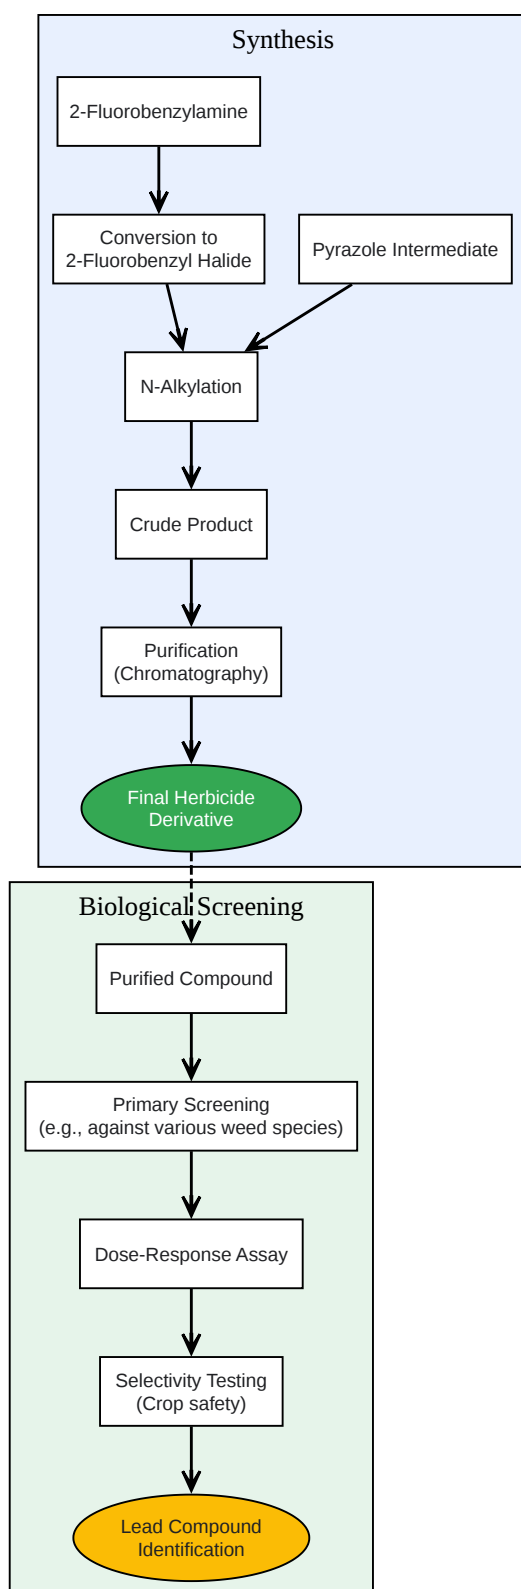 Synthesis
2-Fluorobenzylamine
Conversion to
2-Fluorobenzyl Halide
Pyrazole Intermediate
N-Alkylation
Crude Product
Purification
(Chromatography)
Final Herbicide
Derivative
Biological Screening
Purified Compound
Primary Screening
(e.g., against various weed species)
Dose-Response Assay
Selectivity Testing
(Crop safety)
Lead Compound
Identification